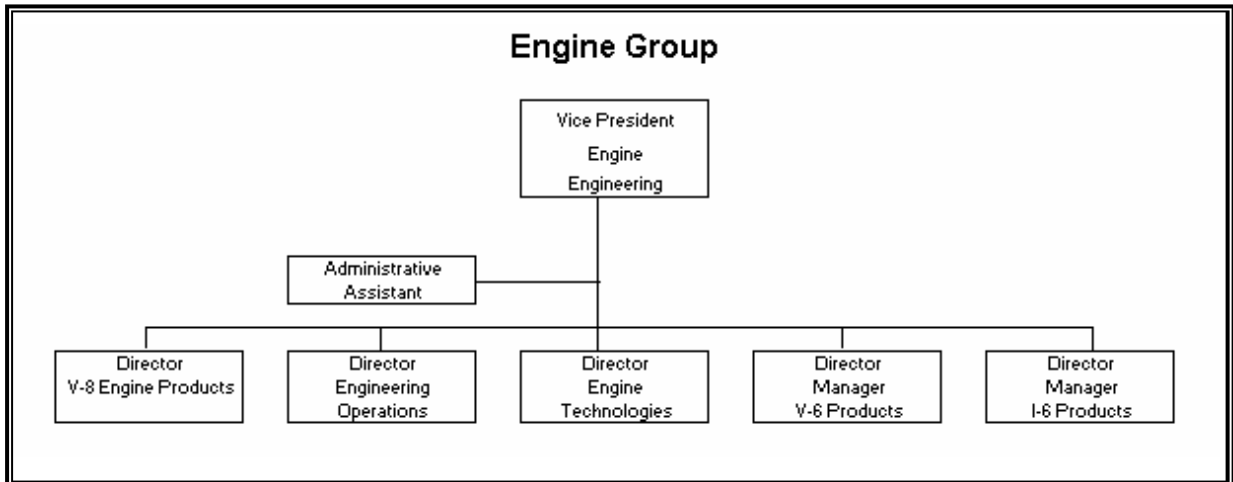 Engine Group
Vice President
Engine
Engineering
Administrative
Assistant
Director
V-8 Engine Products
Director
Engineering
Operations
Director
Engine
Technologies
Director
Manager
V-6 Products
Director
Manager
I-6 Products